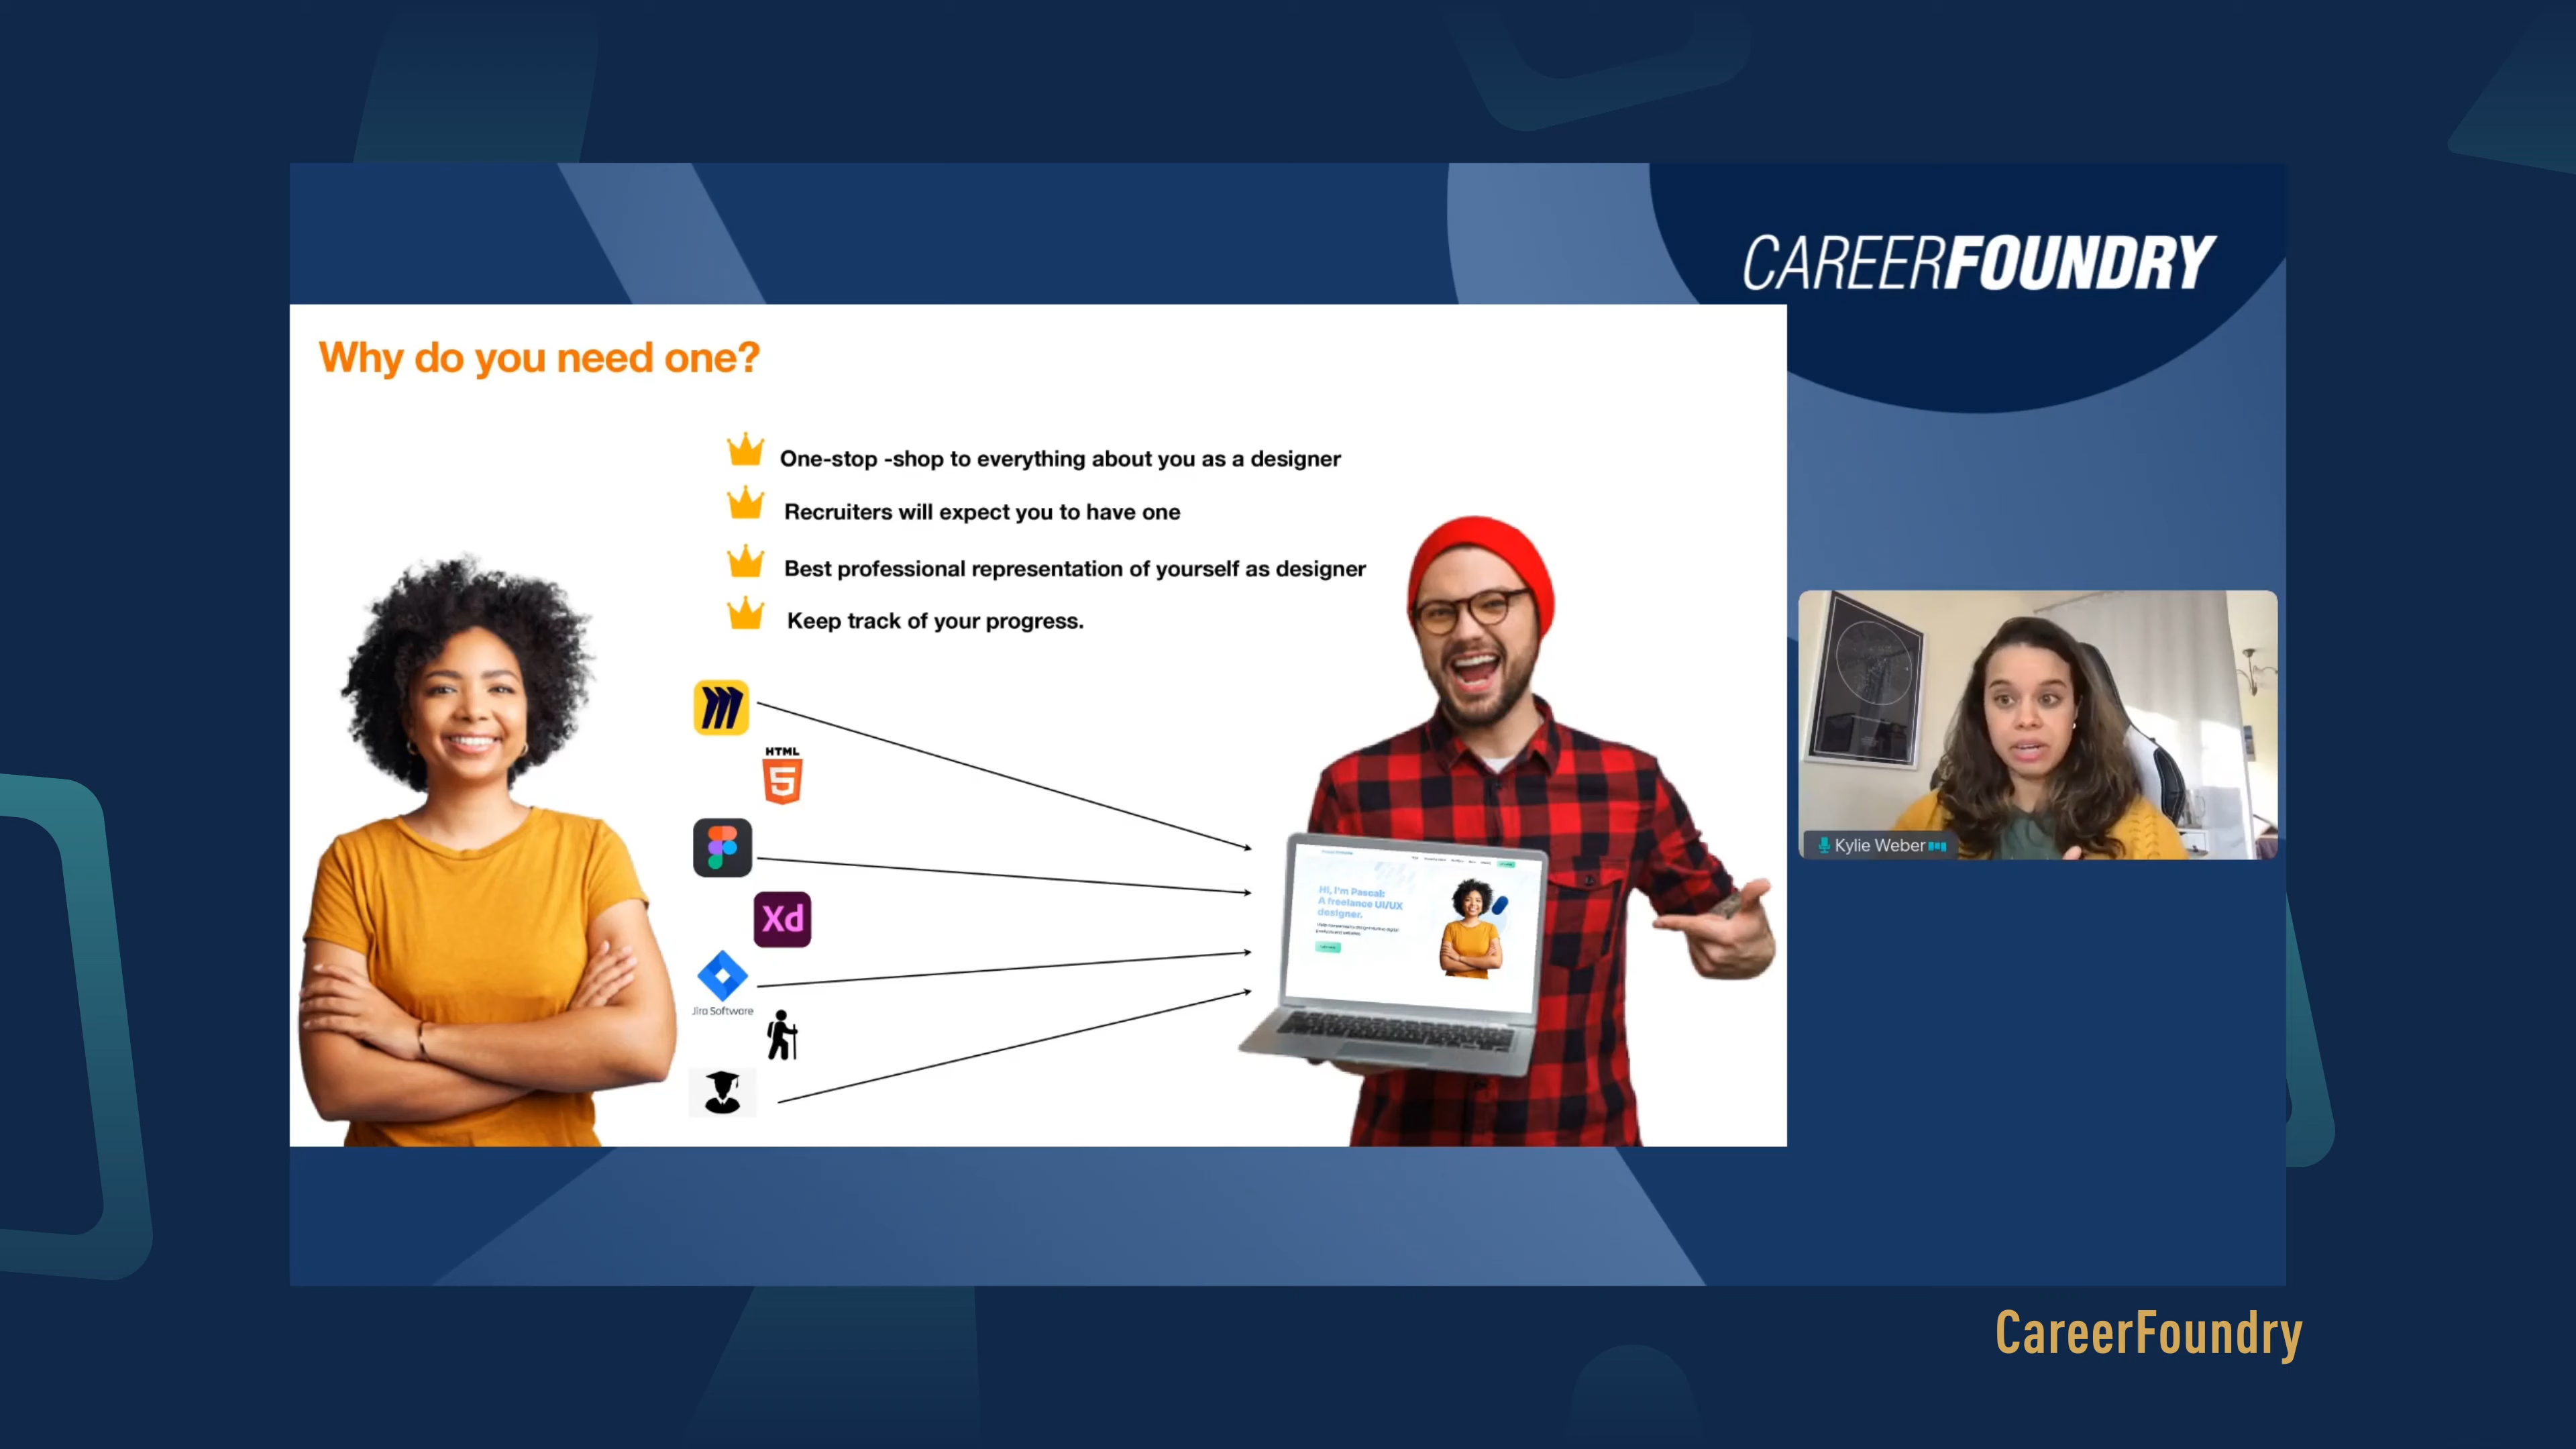 CAREERFOUNDRY
Why do you need one?
One-stop -shop to everything about you as a designer
Recruiters will expect you to have one
Best professional representation of yourself as designer
Keep track of your progress.
HTML
5
Xd
Jira Software
Hi, I'm Pascal:
A freelance UI/UX
designer.
Kylie Weber
CareerFoundry